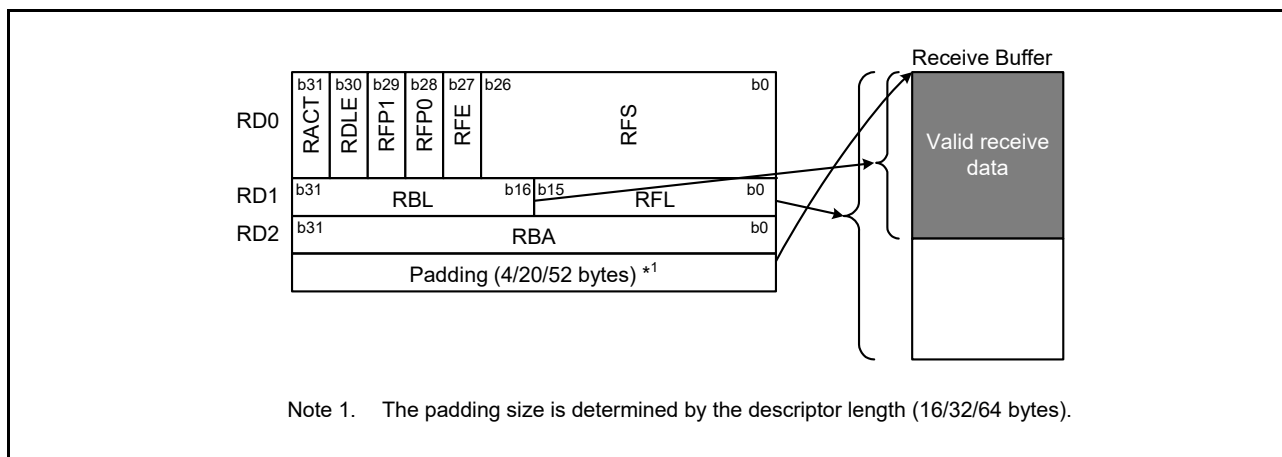 Receive Buffer
b31 b30 b29 b28 b27 b26 b0
RD0 RACT RDLE RFP1 RFP0 RFE RFS
Valid receive
data
b31 b16 b15 b0
RD1 RBL RFL
RD2 b31 RBA b0
Padding (4/20/52 bytes) *1
Note 1. The padding size is determined by the descriptor length (16/32/64 bytes).